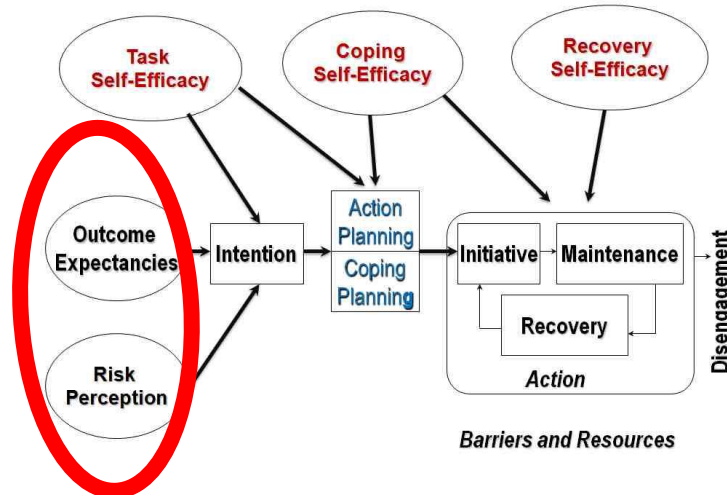 Task
Self-Efficacy
Coping
Self-Efficacy
Recovery
Self-Efficacy
Outcome
Expectancies
Intention
Action
Planning
Coping
Planning
Initiative
Maintenance
Recovery
Action
Disengagement
Risk
Perception
Barriers and Resources